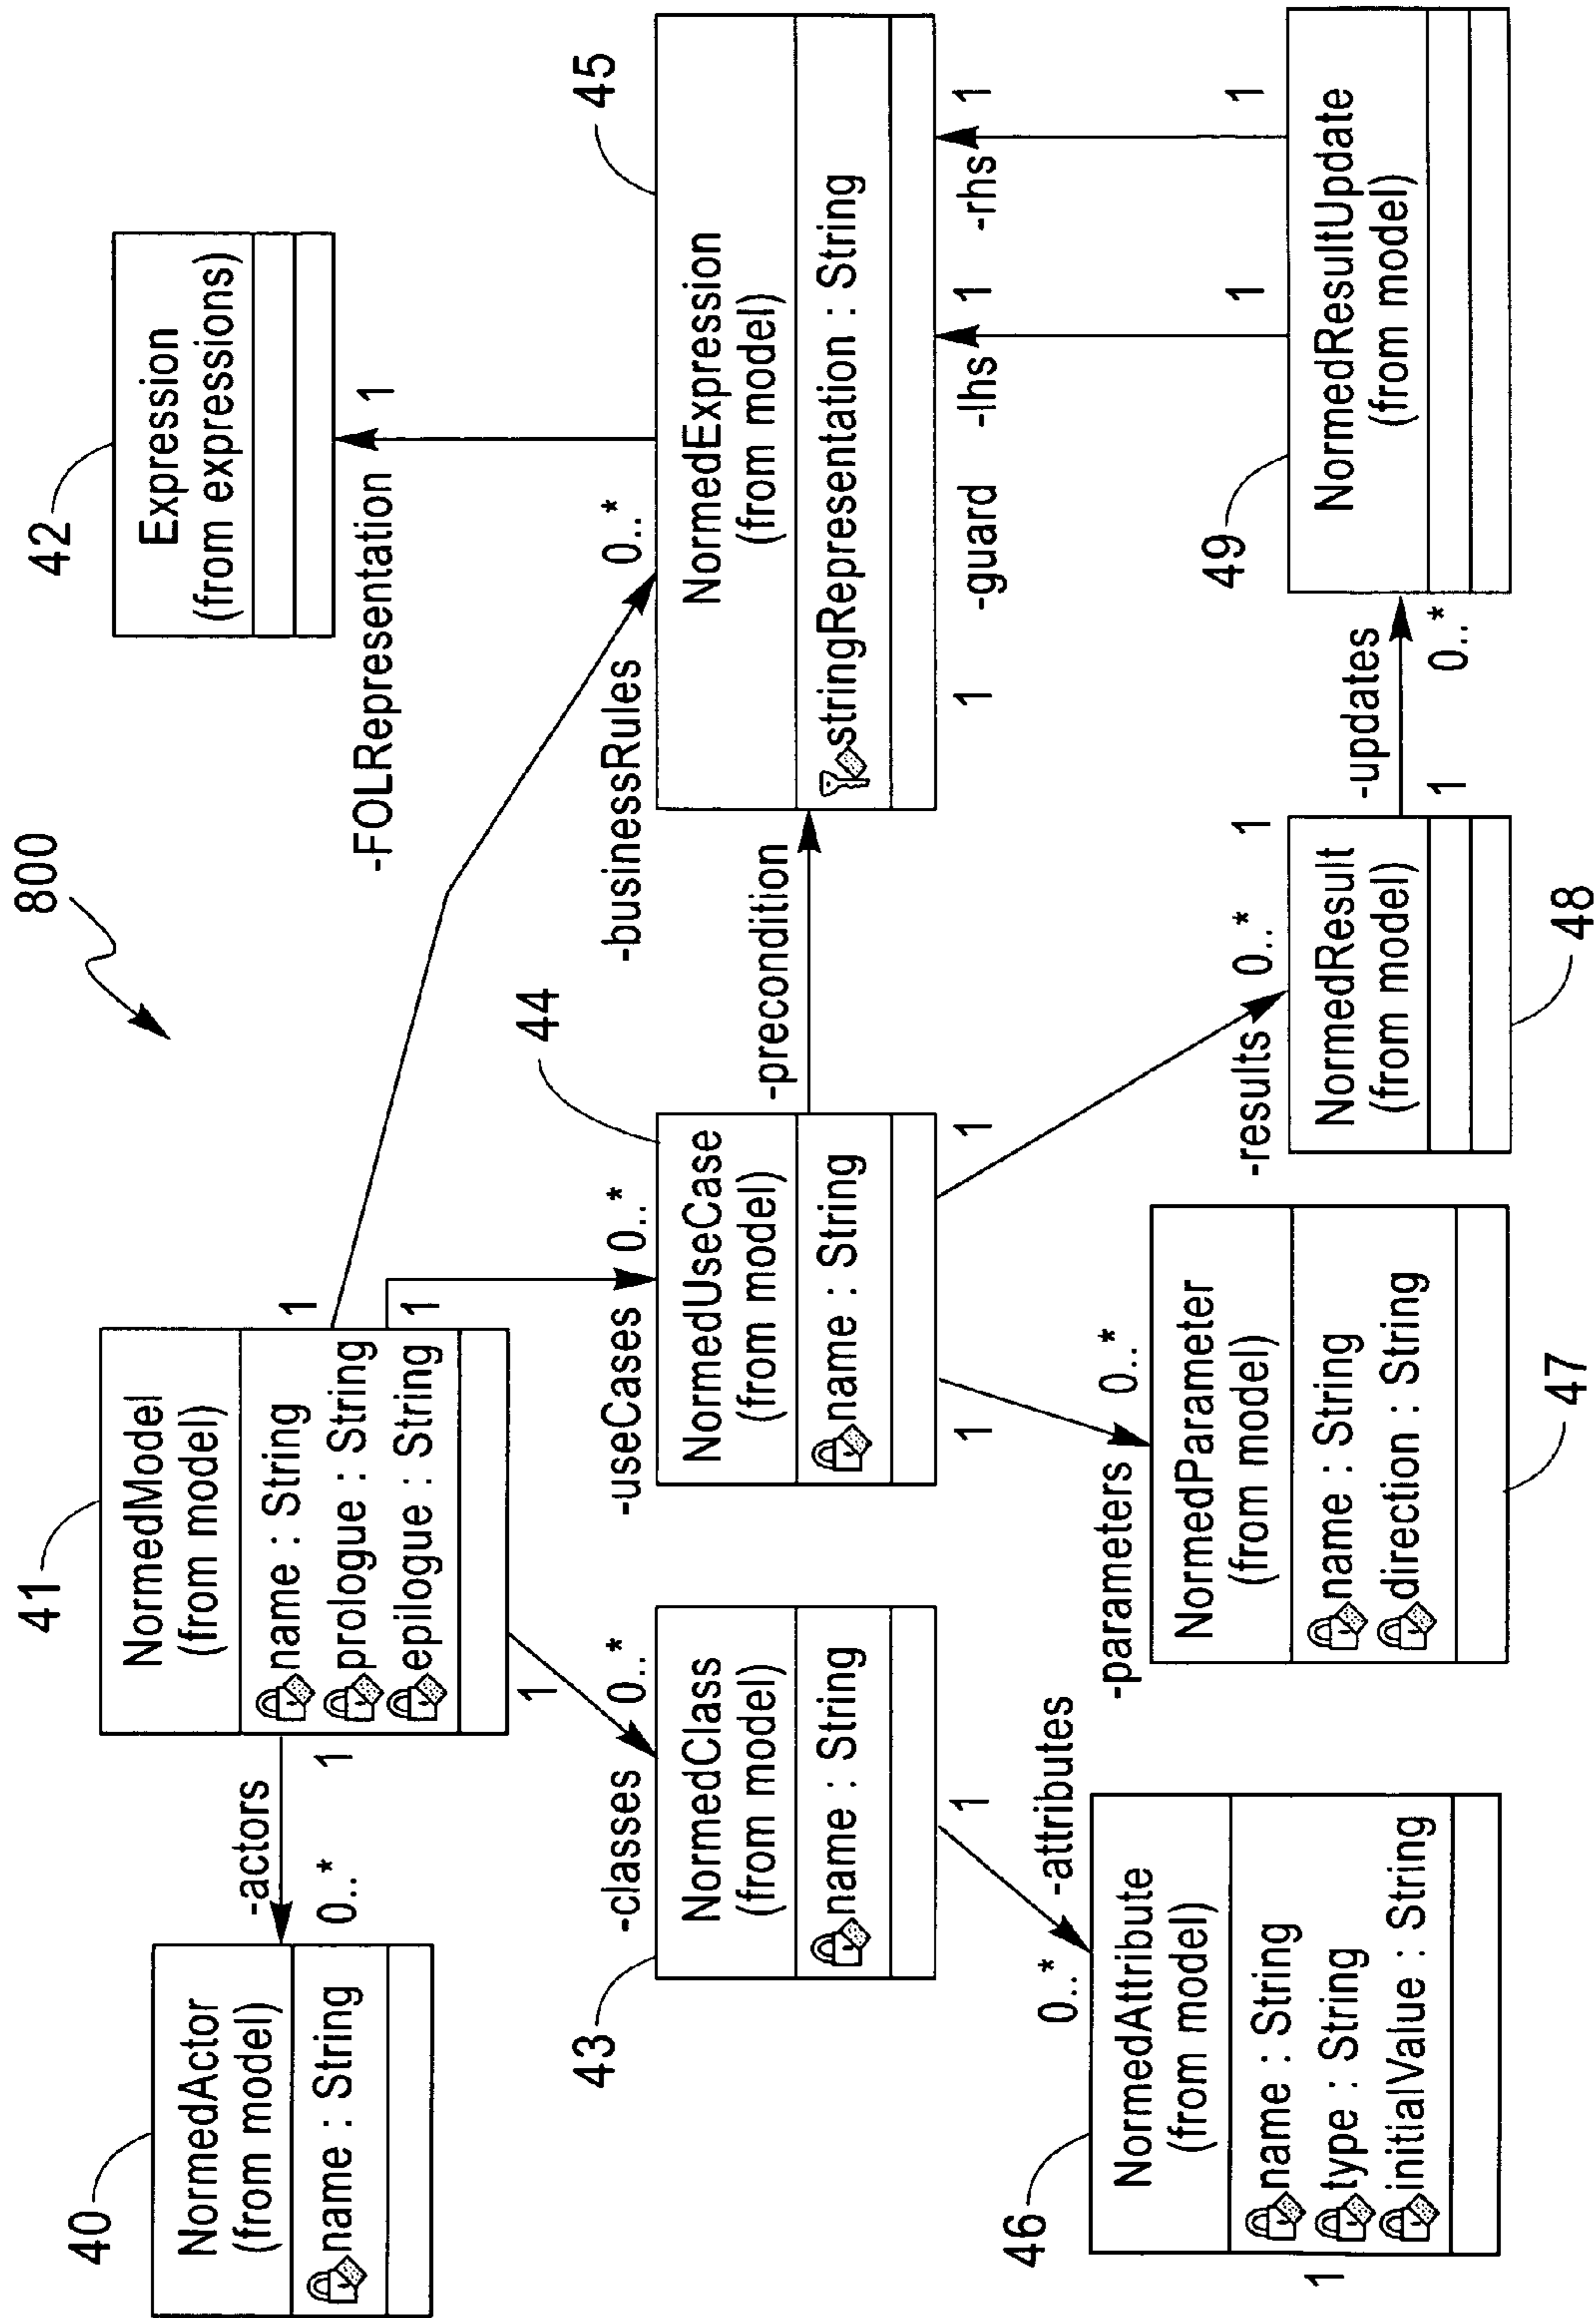 800
40
NormedActor
(from model)
name : String
-actors
0..*
1
41
NormedModel
(from model)
name : String
prologue : String
epilogue : String
1
1
1
42
Expression
(from expressions)
-FOLRepresentation
1
-classes
0..*
43
NormedClass
(from model)
name : String
1
-useCases
0..*
44
NormedUseCase
(from model)
name : String
1
1
-precondition
-businessRules
0..*
45
NormedExpression
(from model)
stringRepresentation : String
1
-guard
-lhs
1
-rhs
1
0..*
-attributes
46
NormedAttribute
(from model)
name : String
type : String
initialValue : String
1
-parameters
0..*
NormedParameter
(from model)
name : String
direction : String
47
-results
0..*
1
NormedResult
(from model)
48
1
-updates
0..*
49
1
1
NormedResultUpdate
(from model)